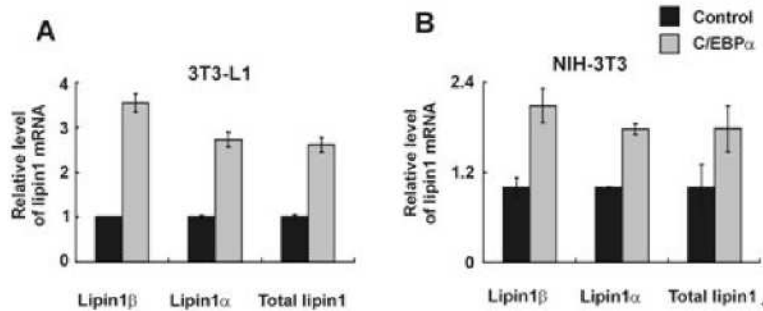 A
3T3-L1
Relative level
of lipin1 mRNA
4
3
2
1
0
Lipin1β
Lipin1α
Total lipin1
B
Control
C/EBPα
NIH-3T3
Relative level
of lipin1 mRNA
2.4
1.2
0
Lipin1β
Lipin1α
Total lipin1